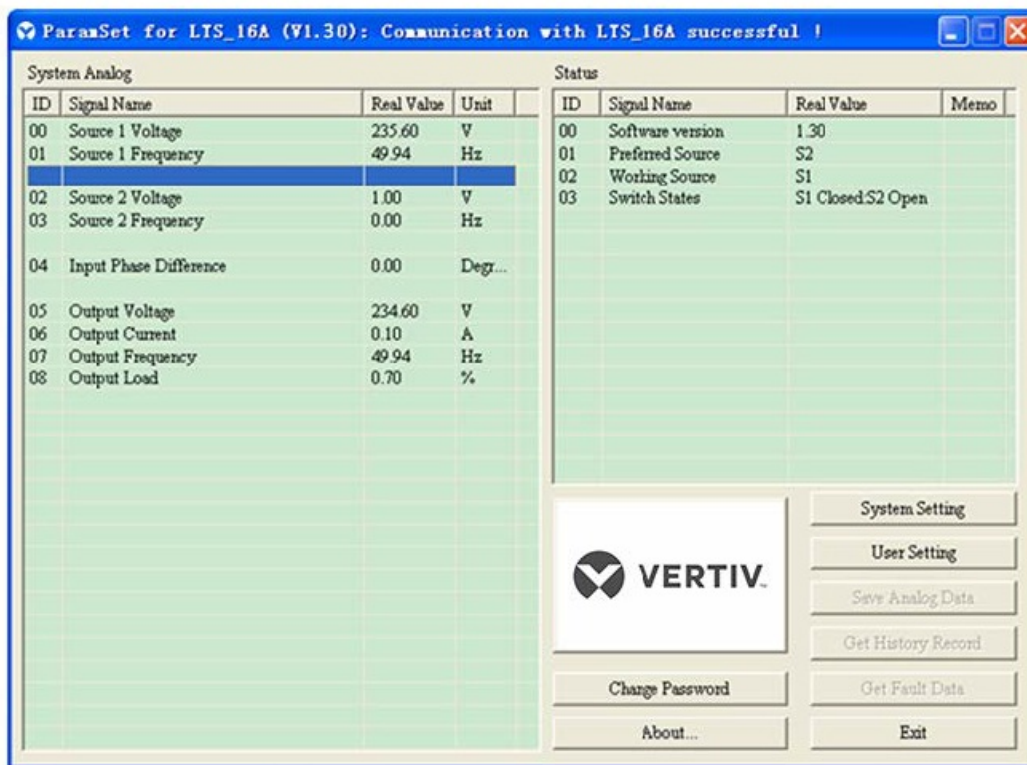 ParamSet for LTS_16A (V1.30): Communication with LTS_16A successful !
System Analog
ID Signal Name Real Value Unit
00 Source 1 Voltage 235.60 V
01 Source 1 Frequency 49.94 Hz
02 Source 2 Voltage 1.00 V
03 Source 2 Frequency 0.00 Hz
04 Input Phase Difference 0.00 Degr...
05 Output Voltage 234.60 V
06 Output Current 0.10 A
07 Output Frequency 49.94 Hz
08 Output Load 0.70 %
Status
ID Signal Name Real Value Memo
00 Software version 1.30
01 Preferred Source S2
02 Working Source S1
03 Switch States S1 Closed:S2 Open
VERTIV™
Change Password
About...
System Setting
User Setting
Save Analog Data
Get History Record
Get Fault Data
Exit